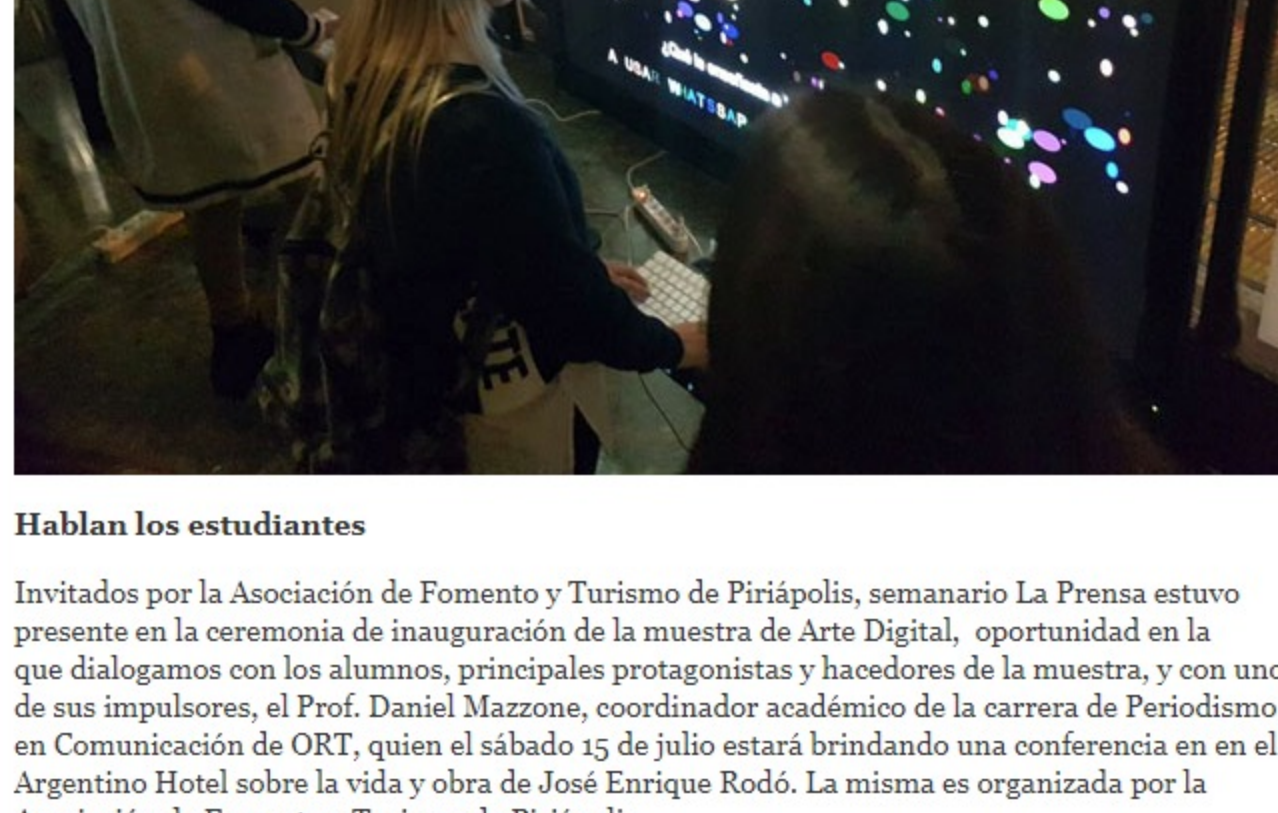 A USAR WHATSSAP
TE
Hablan los estudiantes
Invitados por la Asociación de Fomento y Turismo de Piriápolis, semanario La Prensa estuvo
presente en la ceremonia de inauguración de la muestra de Arte Digital,  oportunidad en la
que dialogamos con los alumnos, principales protagonistas y hacedores de la muestra, y con uno
de sus impulsores, el Prof. Daniel Mazzone, coordinador académico de la carrera de Periodismo
en Comunicación de ORT, quien el sábado 15 de julio estará brindando una conferencia en en el
Argentino Hotel sobre la vida y obra de José Enrique Rodó. La misma es organizada por la